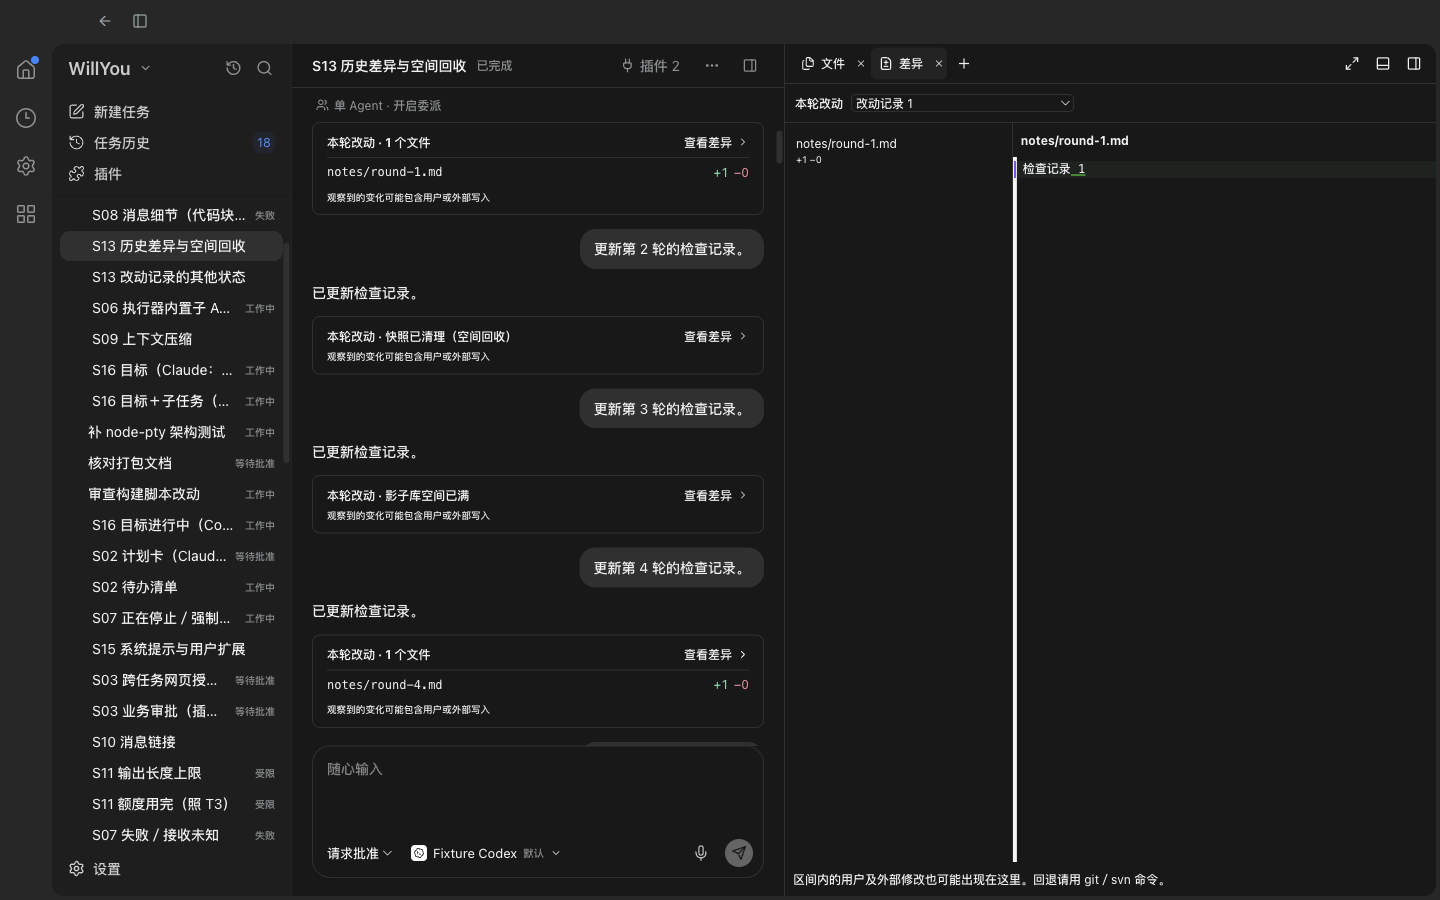 WillYou
新建任务
任务历史 18
插件
S08 消息细节（代码块... 失败
S13 历史差异与空间回收
S13 改动记录的其他状态
S06 执行器内置子 A... 工作中
S09 上下文压缩
S16 目标（Claude：... 工作中
S16 目标＋子任务（... 工作中
补 node-pty 架构测试 工作中
核对打包文档 等待批准
审查构建脚本改动 工作中
S16 目标进行中（Co... 工作中
S02 计划卡（Claud... 等待批准
S02 待办清单 工作中
S07 正在停止 / 强制... 工作中
S15 系统提示与用户扩展
S03 跨任务网页授... 等待批准
S03 业务审批（插... 等待批准
S10 消息链接
S11 输出长度上限 受限
S11 额度用完（照 T3） 受限
S07 失败 / 接收未知 失败
设置
S13 历史差异与空间回收 已完成 插件 2
单 Agent · 开启委派
本轮改动 · 1 个文件 查看差异
notes/round-1.md +1 −0
观察到的变化可能包含用户或外部写入
更新第 2 轮的检查记录。
已更新检查记录。
本轮改动 · 快照已清理（空间回收） 查看差异
观察到的变化可能包含用户或外部写入
更新第 3 轮的检查记录。
已更新检查记录。
本轮改动 · 影子库空间已满 查看差异
观察到的变化可能包含用户或外部写入
更新第 4 轮的检查记录。
已更新检查记录。
本轮改动 · 1 个文件 查看差异
notes/round-4.md +1 −0
观察到的变化可能包含用户或外部写入
随心输入
请求批准 Fixture Codex 默认
文件 × 差异 × +
本轮改动 改动记录 1
notes/round-1.md
+1 −0
notes/round-1.md
检查记录 1
区间内的用户及外部修改也可能出现在这里。回退请用 git / svn 命令。